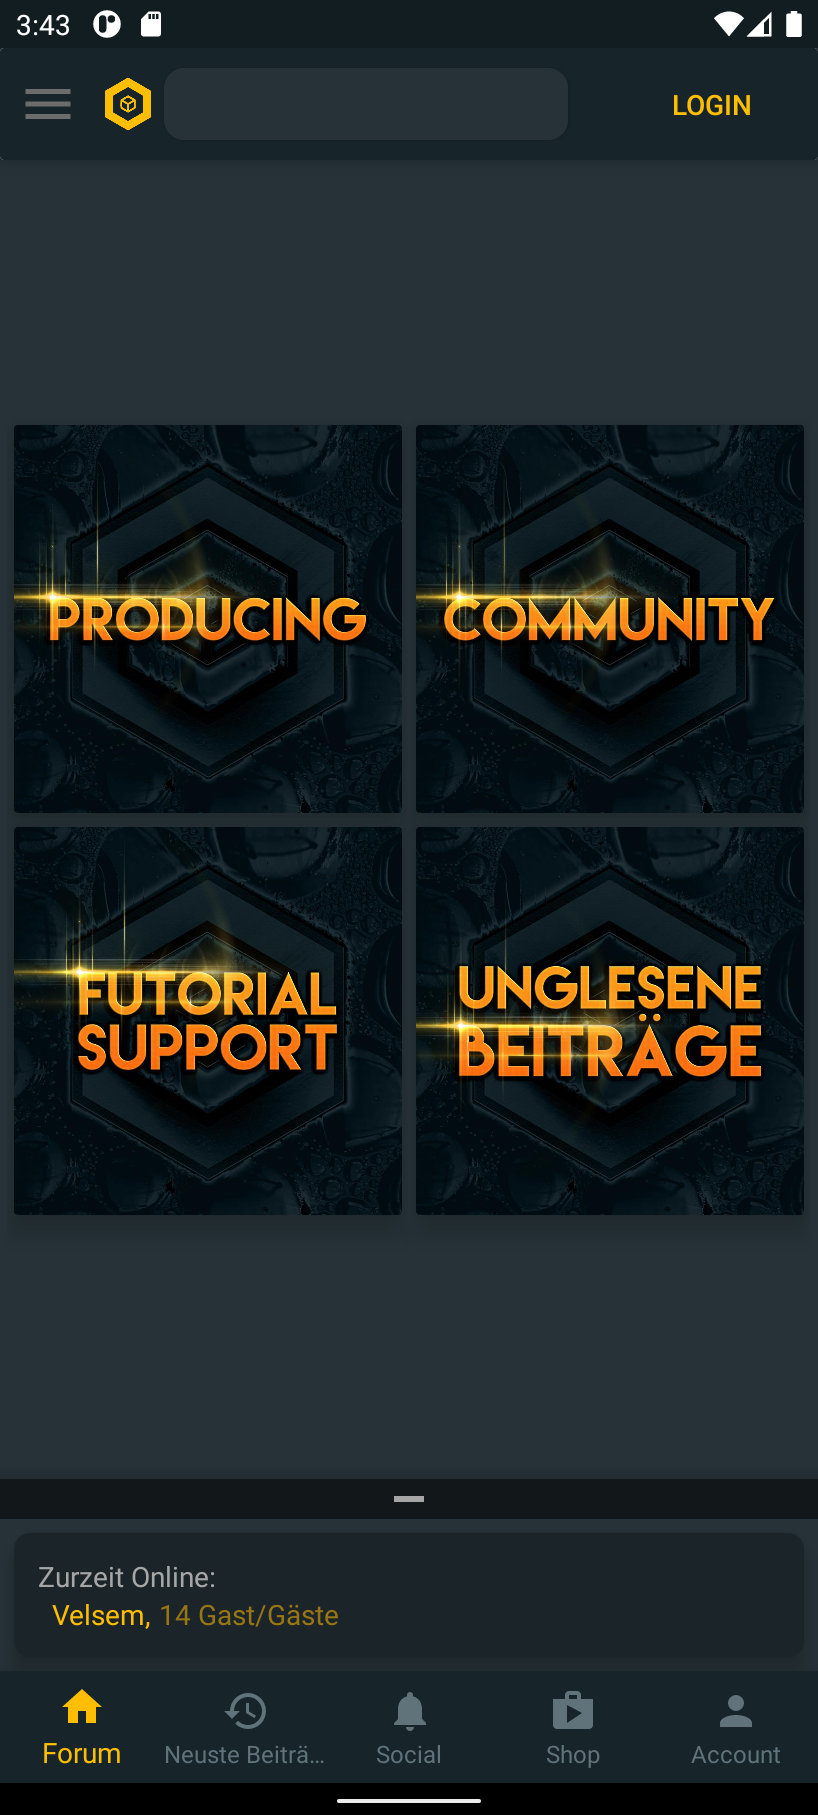 3:43
LOGIN
PRODUCING
COMMUNITY
FUTORIAL
SUPPORT
UNGLESENE
BEITRÄGE
Zurzeit Online:
Velsem, 14 Gast/Gäste
Forum
Neuste Beiträ...
Social
Shop
Account